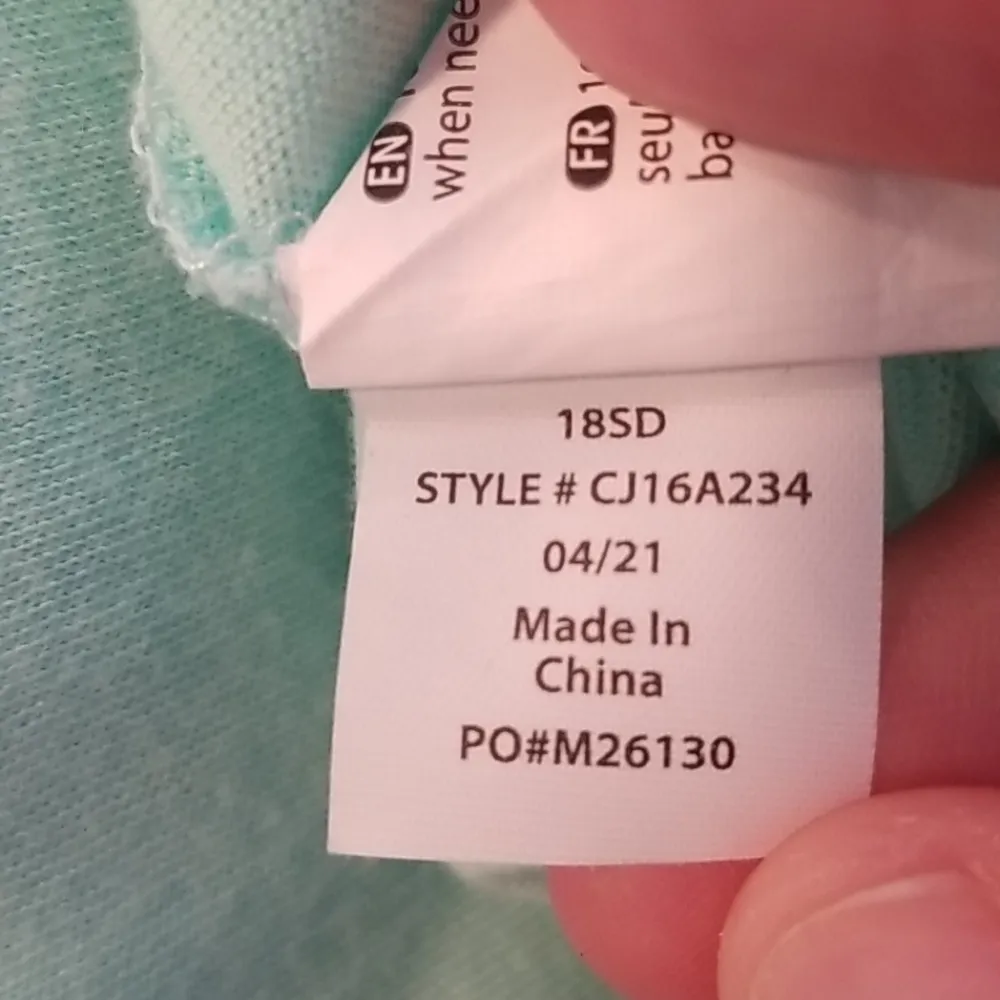 EN
when nee
FR
seu
ba
18SD
STYLE # CJ16A234
04/21
Made In
China
PO#M26130